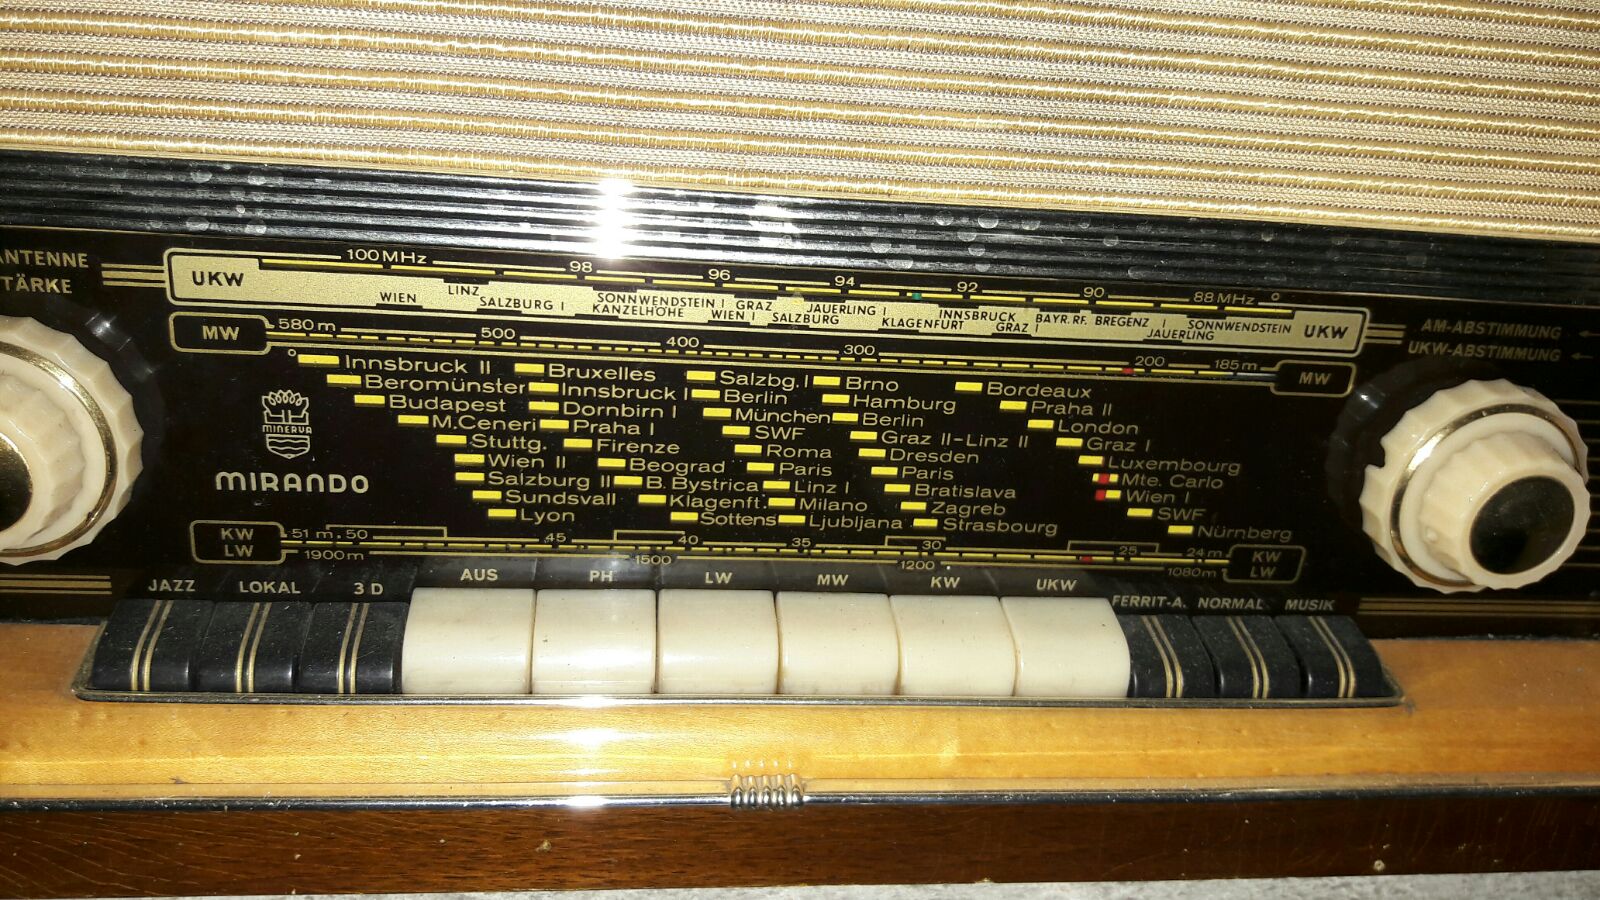 ANTENNE
TÄRKE
UKW 100 MHz 98 96 94 92 90 88 MHz UKW
WIEN LINZ SALZBURG I SONNWENDSTEIN I KANZELHÖHE GRAZ WIEN I JAUERLING I SALZBURG KLAGENFURT INNSBRUCK GRAZ I BAYR. RF. BREGENZ I JAUERLING SONNWENDSTEIN
AM-ABSTIMMUNG
UKW-ABSTIMMUNG
MW 580 m 500 400 300 200 185 m MW
Innsbruck II
Beromünster
Budapest
M. Ceneri
Stuttg.
Wien II
Salzburg II
Sundsvall
Lyon
Bruxelles
Innsbruck I
Dornbirn I
Praha I
Firenze
Beograd
B. Bystrica
Klagenft.
Sottens
Salzbg. I
Berlin
München
SWF
Roma
Paris
Linz I
Milano
Ljubljana
Brno
Hamburg
Berlin
Graz II-Linz II
Dresden
Paris
Bratislava
Zagreb
Strasbourg
Bordeaux
Praha II
London
Graz I
Luxembourg
Mte. Carlo
Wien I
SWF
Nürnberg
MINERVA
MIRANDO
KW 51 m 50 45 40 35 30 25 24 m KW
LW 1900 m 1500 1200 1080 m LW
JAZZ LOKAL 3 D AUS PH LW MW KW UKW FERRIT-A. NORMAL MUSIK